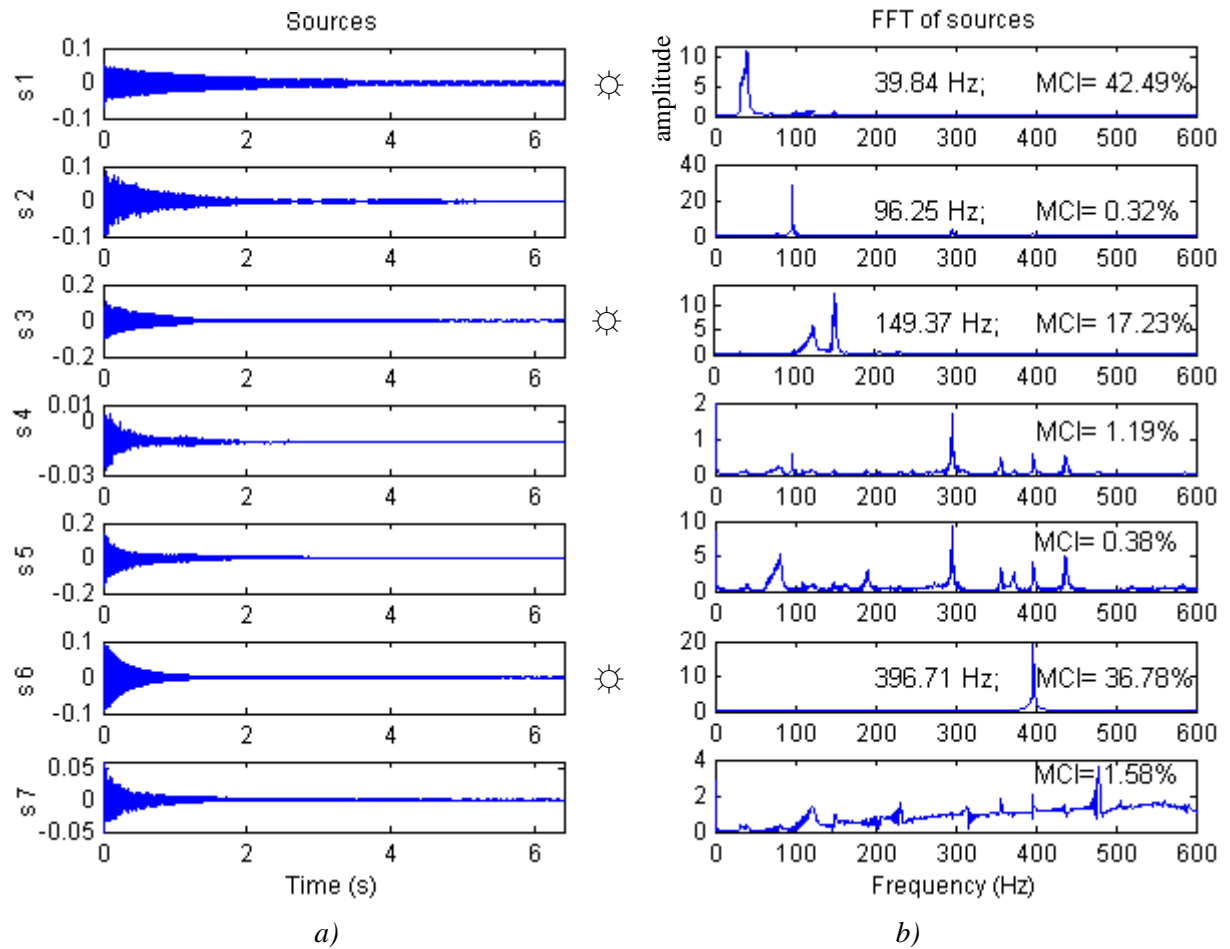 Sources
FFT of sources
s1
0.1
0
-0.1
0 2 4 6
amplitude
10
5
0
39.84 Hz; MCI= 42.49%
0 100 200 300 400 500 600
s2
0.1
0
-0.1
0 2 4 6
40
20
0
96.25 Hz; MCI= 0.32%
0 100 200 300 400 500 600
s3
0.2
0
-0.2
0 2 4 6
10
5
0
149.37 Hz; MCI= 17.23%
0 100 200 300 400 500 600
s4
0.01
0
-0.03
0 2 4 6
2
1
0
MCI= 1.19%
0 100 200 300 400 500 600
s5
0.2
0
-0.2
0 2 4 6
10
5
0
MCI= 0.38%
0 100 200 300 400 500 600
s6
0.1
0
-0.1
0 2 4 6
20
10
0
396.71 Hz; MCI= 36.78%
0 100 200 300 400 500 600
s7
0.05
0
-0.05
0 2 4 6
4
2
0
MCI= 1.58%
0 100 200 300 400 500 600
Time (s)
Frequency (Hz)
a)
b)